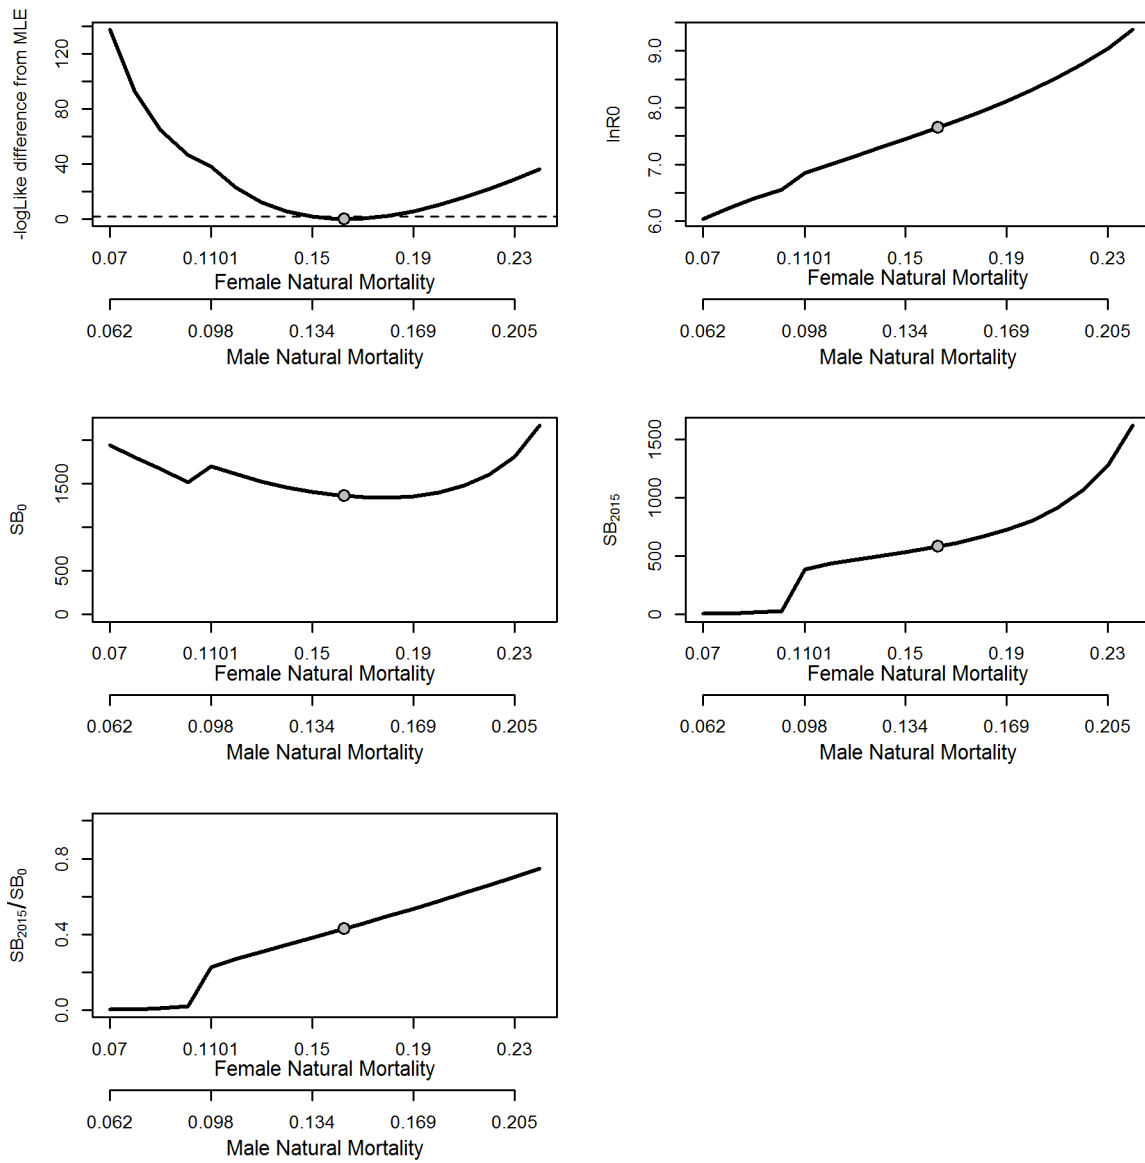 -logLike difference from MLE
120
80
40
0
0.07 0.1101 0.15 0.19 0.23
Female Natural Mortality
0.062 0.098 0.134 0.169 0.205
Male Natural Mortality
lnR0
9.0
8.0
7.0
6.0
0.07 0.1101 0.15 0.19 0.23
Female Natural Mortality
0.062 0.098 0.134 0.169 0.205
Male Natural Mortality
SB₀
1500
500
0
0.07 0.1101 0.15 0.19 0.23
Female Natural Mortality
0.062 0.098 0.134 0.169 0.205
Male Natural Mortality
SB₂₀₁₅
1500
1000
500
0
0.07 0.1101 0.15 0.19 0.23
Female Natural Mortality
0.062 0.098 0.134 0.169 0.205
Male Natural Mortality
SB₂₀₁₅/SB₀
0.8
0.4
0.0
0.07 0.1101 0.15 0.19 0.23
Female Natural Mortality
0.062 0.098 0.134 0.169 0.205
Male Natural Mortality